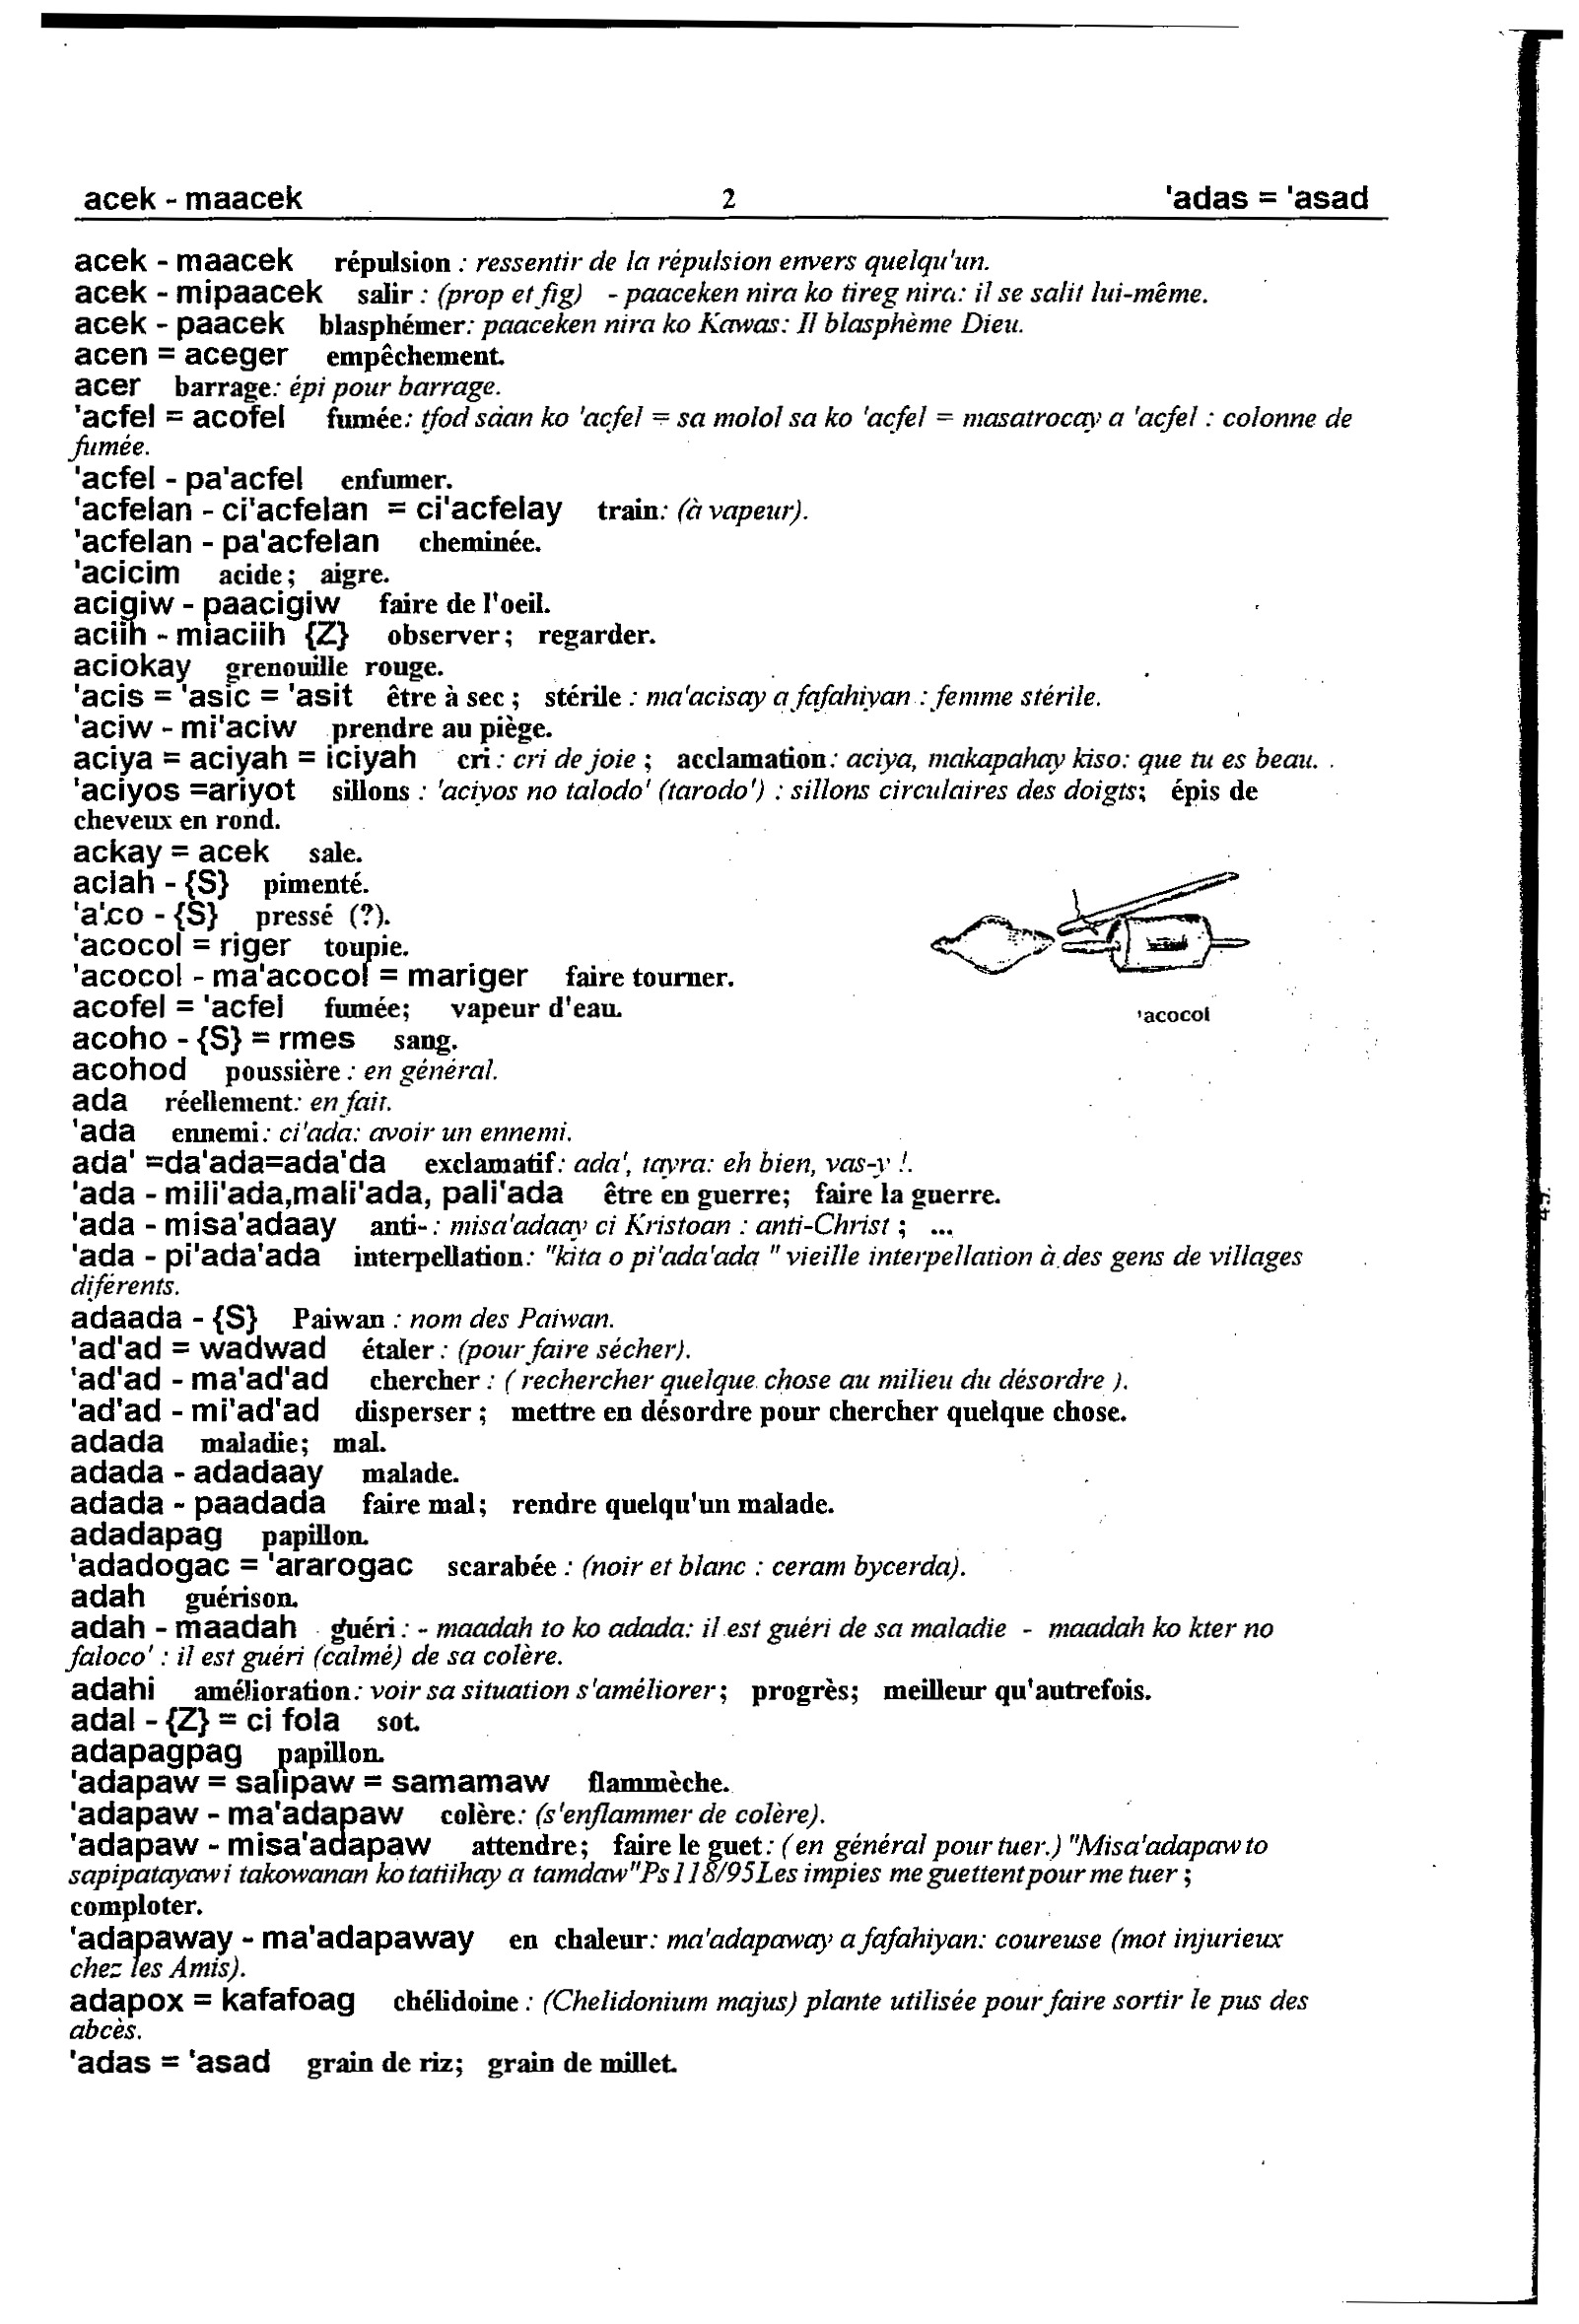 acek - maacek 2 'adas = 'asad
acek - maacek répulsion : ressentir de la répulsion envers quelqu'un.
acek - mipaacek salir : (prop et fig) - paaceken nira ko tireg nira: il se salit lui-même.
acek - paacek blasphémer: paaceken nira ko Kawas: Il blasphème Dieu.
acen = aceger empêchement.
acer barrage: épi pour barrage.
'acfel = acofel fumée: tfod sàan ko 'acfel = sa molol sa ko 'acfel = masatrocay a 'acfel : colonne de
fumée.
'acfel - pa'acfel enfumer.
'acfelan - ci'acfelan = ci'acfelay train: (à vapeur).
'acfelan - pa'acfelan cheminée.
'acicim acide; aigre.
acigiw - paacigiw faire de l'oeil.
aciih - miaciih {Z} observer; regarder.
aciokay grenouille rouge.
'acis = 'asic = 'asit être à sec ; stérile : ma'acisay a fafahiyan : femme stérile.
'aciw - mi'aciw prendre au piège.
aciya = aciyah = iciyah cri : cri de joie ; acclamation: aciya, makapahay kiso: que tu es beau.
'aciyos =ariyot sillons : 'aciyos no talodo' (tarodo') : sillons circulaires des doigts; épis de
cheveux en rond.
ackay = acek sale.
aclah - {S} pimenté.
'a'co - {S} pressé (?).
'acocol = riger toupie.
'acocol - ma'acocol = mariger faire tourner.
acofel = 'acfel fumée; vapeur d'eau.
'acocol
acoho - {S} = rmes sang.
acohod poussière : en général.
ada réellement: en fait.
'ada ennemi: ci'ada: avoir un ennemi.
ada' =da'ada=ada'da exclamatif: ada', tayra: eh bien, vas-y !.
'ada - mili'ada,mali'ada, pali'ada être en guerre; faire la guerre.
'ada - misa'adaay anti- : misa'adaay ci Kristoan : anti-Christ ; ...
'ada - pi'ada'ada interpellation: "kita o pi'ada'ada " vieille interpellation à des gens de villages
diférents.
adaada - {S} Paiwan : nom des Paiwan.
'ad'ad = wadwad étaler : (pour faire sécher).
'ad'ad - ma'ad'ad chercher : ( rechercher quelque chose au milieu du désordre ).
'ad'ad - mi'ad'ad disperser ; mettre en désordre pour chercher quelque chose.
adada maladie; mal.
adada - adadaay malade.
adada - paadada faire mal; rendre quelqu'un malade.
adadapag papillon.
'adadogac = 'ararogac scarabée : (noir et blanc : ceram bycerda).
adah guérison.
adah - maadah guéri : - maadah to ko adada: il est guéri de sa maladie - maadah ko kter no
faloco' : il est guéri (calmé) de sa colère.
adahi amélioration: voir sa situation s'améliorer; progrès; meilleur qu'autrefois.
adal - {Z} = ci fola sot.
adapagpag papillon.
'adapaw = salipaw = samamaw flammèche.
'adapaw - ma'adapaw colère: (s'enflammer de colère).
'adapaw - misa'adapaw attendre; faire le guet: (en général pour tuer.) "Misa'adapaw to
sapipatayaw i takowanan ko tatiihay a tamdaw"Ps118/95Les impies me guettent pour me tuer ;
comploter.
'adapaway - ma'adapaway en chaleur: ma'adapaway a fafahiyan: coureuse (mot injurieux
chez les Amis).
adapox = kafafoag chélidoine : (Chelidonium majus) plante utilisée pour faire sortir le pus des
abcès.
'adas = 'asad grain de riz; grain de millet.